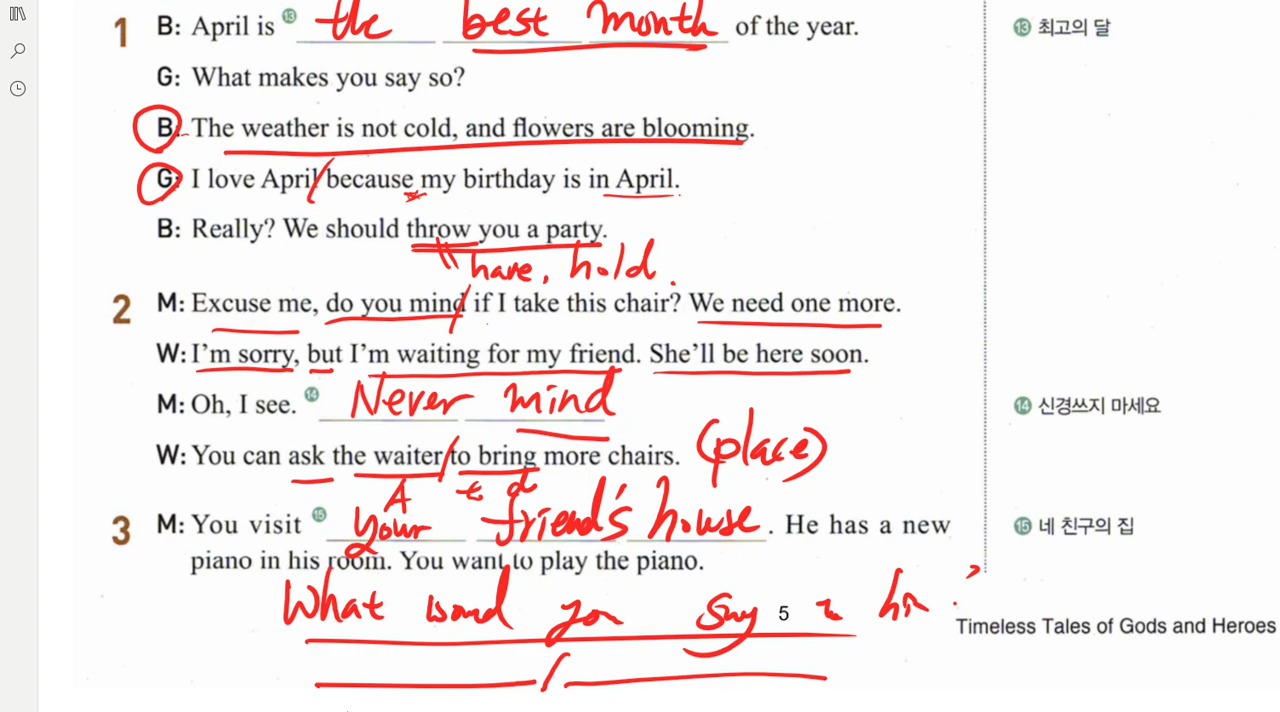 1 B: April is ⑬ the best month of the year. ⑬ 최고의 달
G: What makes you say so?
B: The weather is not cold, and flowers are blooming.
G: I love April because my birthday is in April.
B: Really? We should throw you a party.
have, hold.
2 M: Excuse me, do you mind if I take this chair? We need one more.
W: I'm sorry, but I'm waiting for my friend. She'll be here soon.
M: Oh, I see. ⑭ Never mind ⑭ 신경쓰지 마세요
W: You can ask the waiter to bring more chairs. (place)
A to
3 M: You visit ⑮ your friend's house. He has a new ⑮ 네 친구의 집
piano in his room. You want to play the piano.
What would you say to him?
5
Timeless Tales of Gods and Heroes